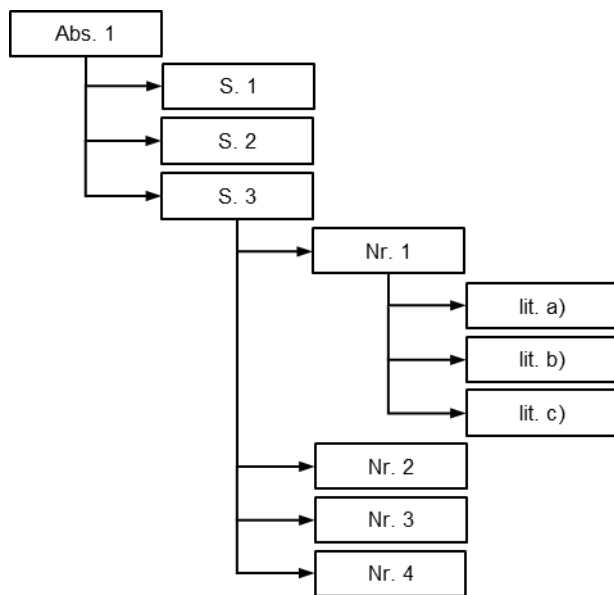 Abs. 1
S. 1
S. 2
S. 3
Nr. 1
lit. a)
lit. b)
lit. c)
Nr. 2
Nr. 3
Nr. 4